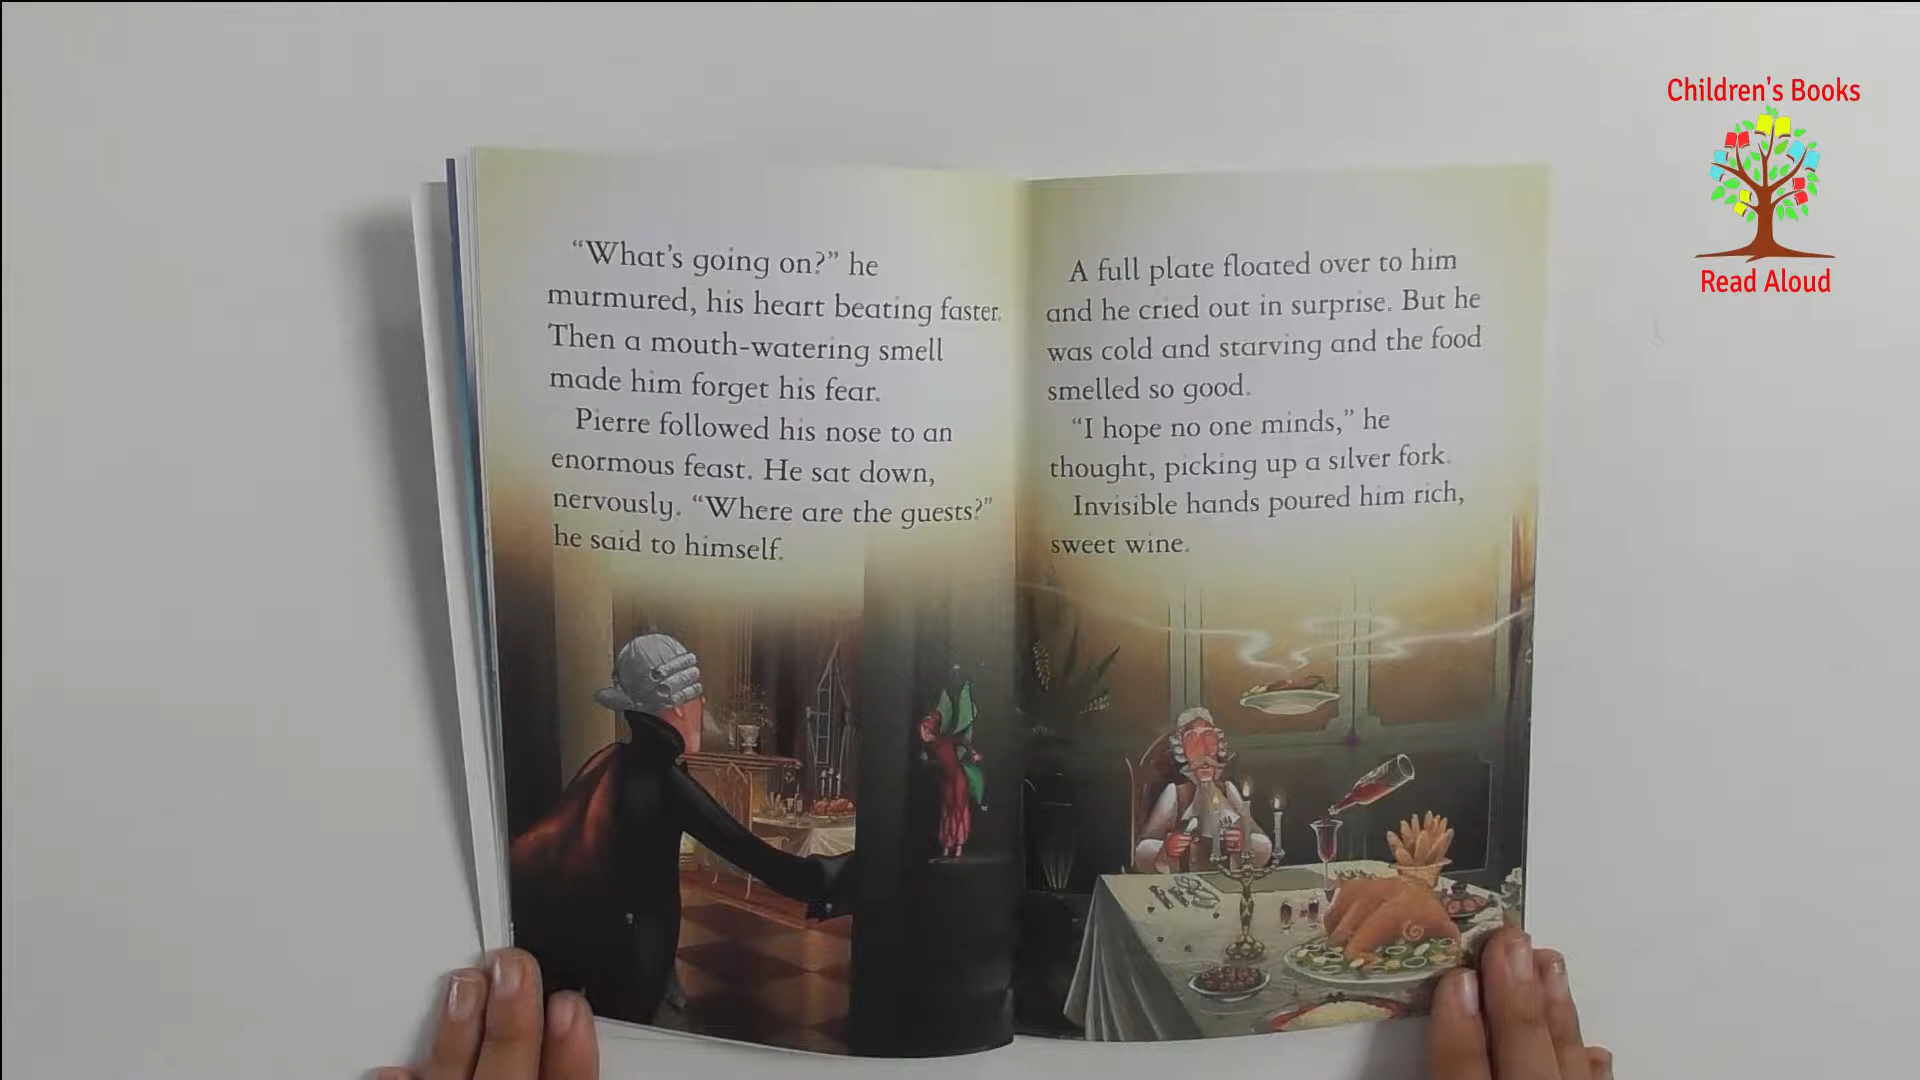 “What’s going on?” he
murmured, his heart beating faster.
Then a mouth-watering smell
made him forget his fear.
Pierre followed his nose to an
enormous feast. He sat down,
nervously. “Where are the guests?”
he said to himself.
A full plate floated over to him
and he cried out in surprise. But he
was cold and starving and the food
smelled so good.
“I hope no one minds,” he
thought, picking up a silver fork.
Invisible hands poured him rich,
sweet wine.
Children's Books
Read Aloud